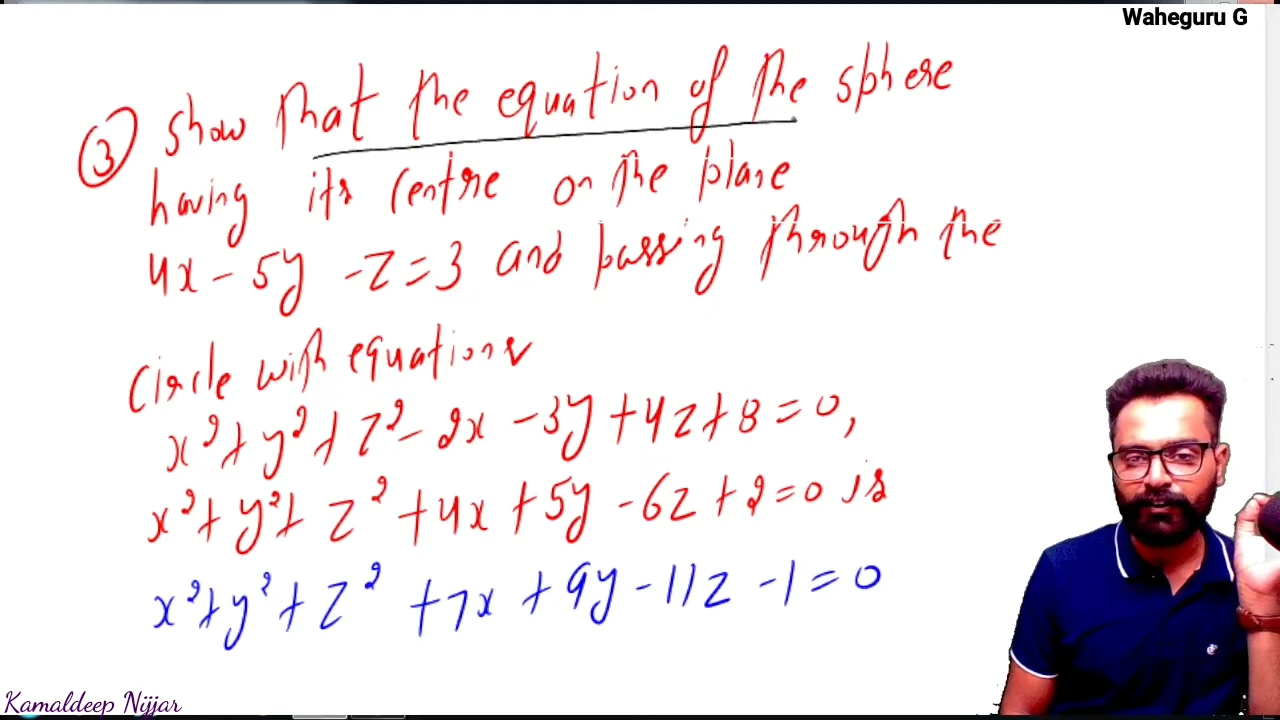 Waheguru G
③ Show that the equation of the sphere
having its centre on the plane
4x - 5y - z = 3 and passing through the
Circle with equations
x² + y² + z² - 2x - 3y + 4z + 8 = 0,
x² + y² + z² + 4x + 5y - 6z + 2 = 0 is
x² + y² + z² + 7x + 9y - 11z - 1 = 0
Kamaldeep Nijjar